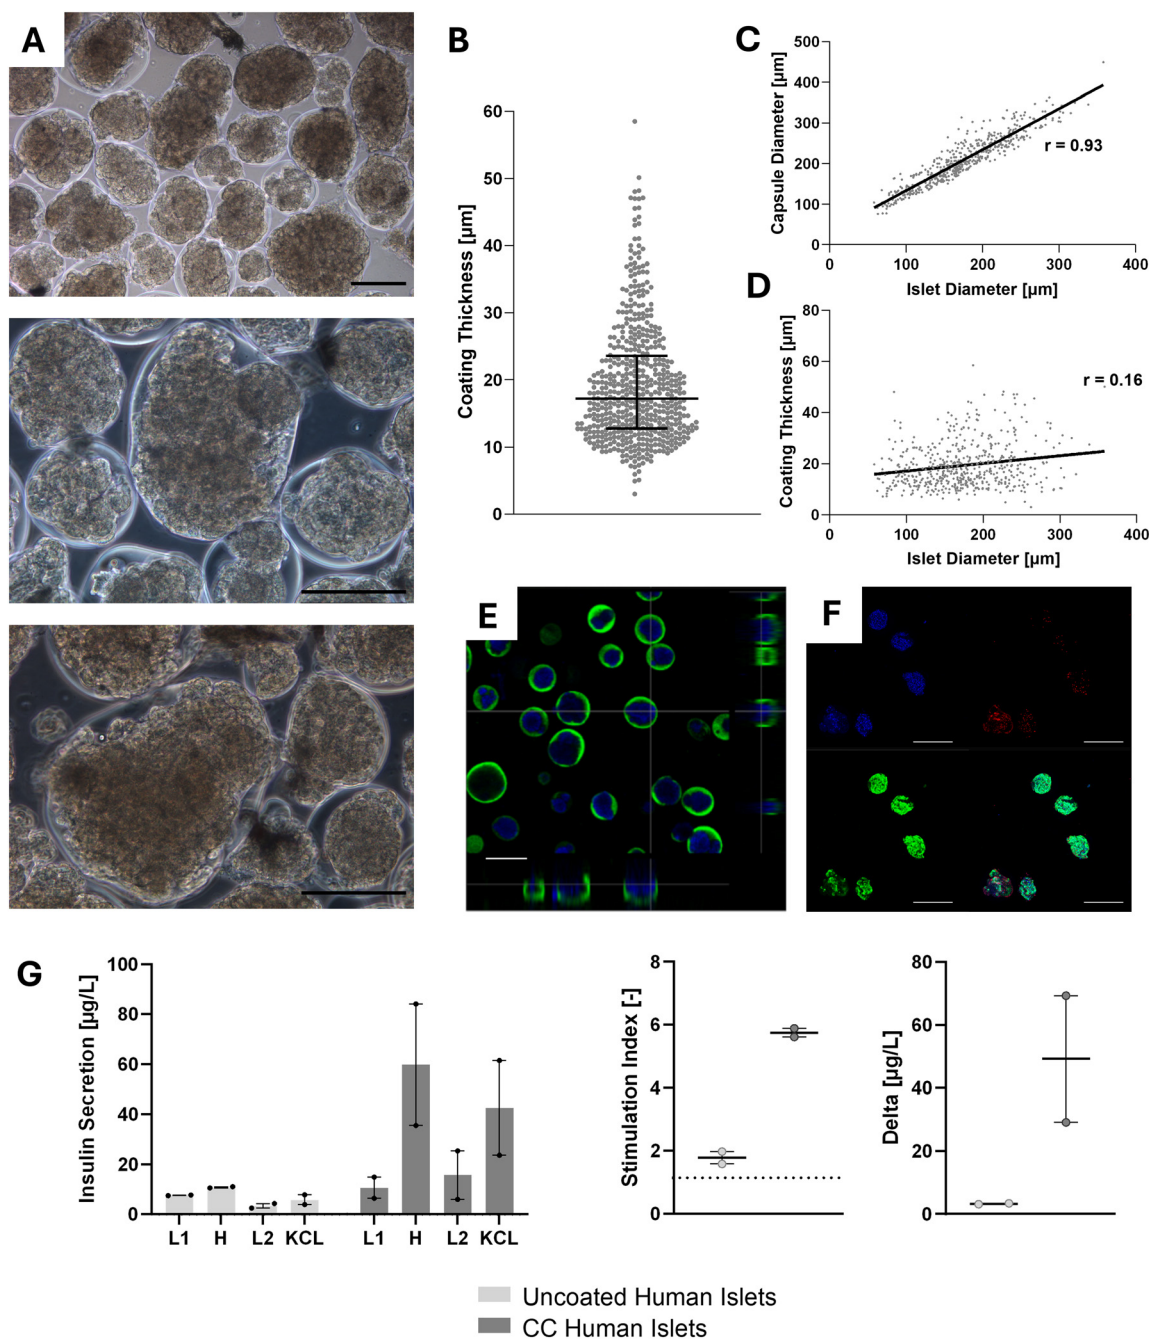 A
B
Coating Thickness [µm]
60
50
40
30
20
10
0
C
Capsule Diameter [µm]
500
400
300
200
100
0
r = 0.93
100
200
300
400
Islet Diameter [µm]
D
Coating Thickness [µm]
80
60
40
20
0
r = 0.16
0
100
200
300
400
Islet Diameter [µm]
E
F
G
Insulin Secretion [µg/L]
100
80
60
40
20
0
L1 H L2 KCL L1 H L2 KCL
Stimulation Index [-]
8
6
4
2
0
Delta [µg/L]
80
60
40
20
0
Uncoated Human Islets
CC Human Islets